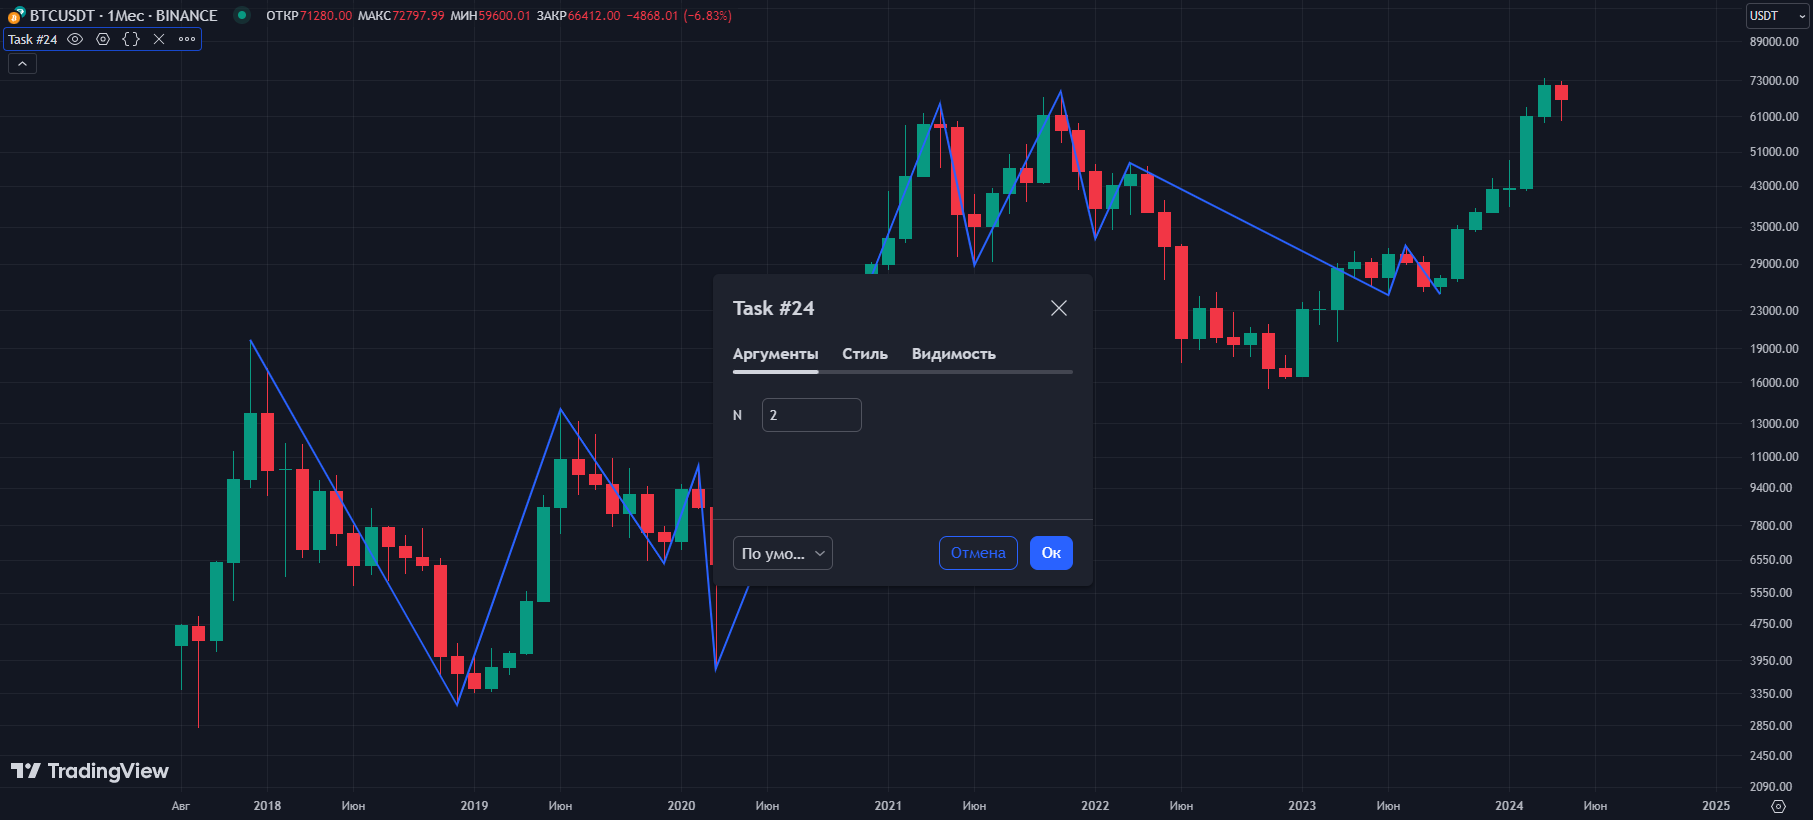 BTCUSDT · 1Мес · BINANCE ОТКР71280.00 МАКС72797.99 МИН59600.01 ЗАКР66412.00 −4868.01 (−6.83%)
USDT
Task #24
89000.00
73000.00
61000.00
51000.00
43000.00
35000.00
29000.00
23000.00
19000.00
16000.00
13000.00
11000.00
9400.00
7800.00
6550.00
5550.00
4750.00
3950.00
3350.00
2850.00
2450.00
2090.00
Task #24
Аргументы Стиль Видимость
N 2
По умо... Отмена Ок
TradingView
Авг 2018 Июн 2019 Июн 2020 Июн 2021 Июн 2022 Июн 2023 Июн 2024 Июн 2025